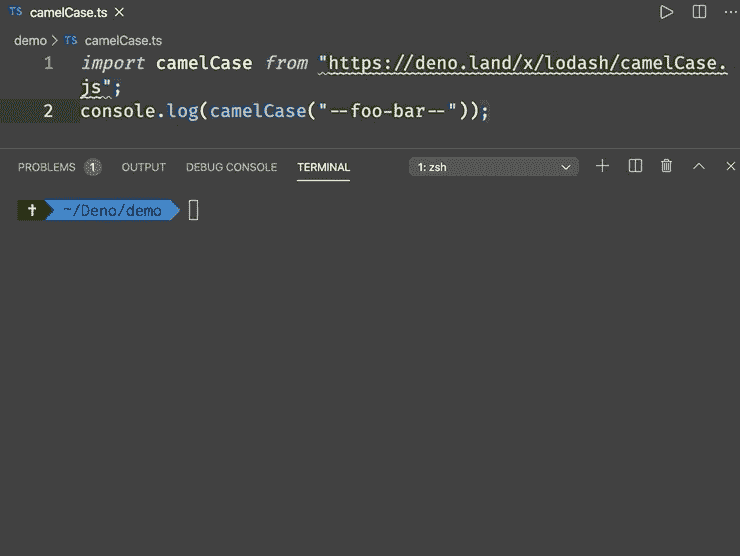 TS camelCase.ts ×
demo > TS camelCase.ts
1 import camelCase from "https://deno.land/x/lodash/camelCase.
js";
2 console.log(camelCase("--foo-bar--"));
PROBLEMS 1 OUTPUT DEBUG CONSOLE TERMINAL 1: zsh
~/Deno/demo